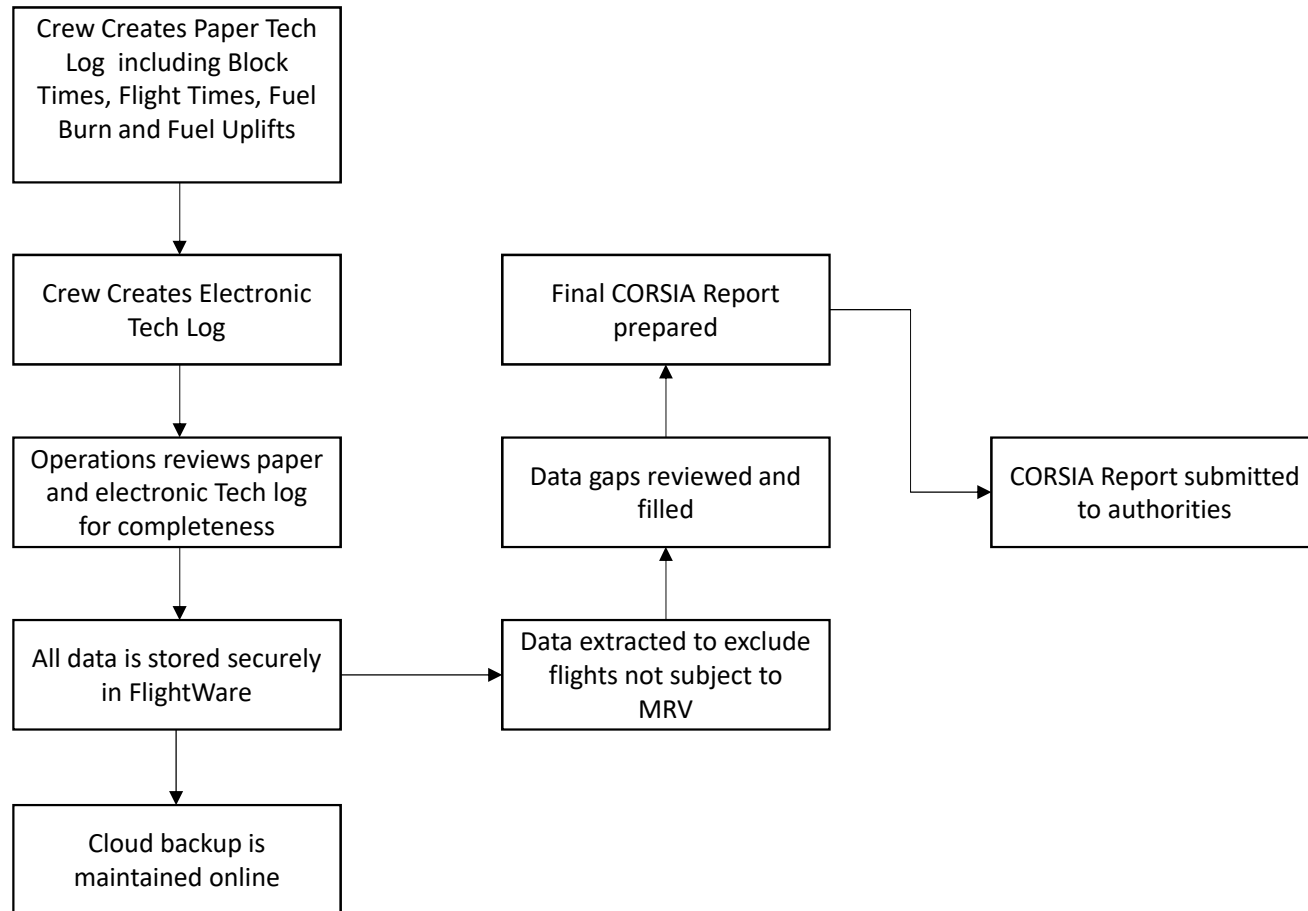 Crew Creates Paper Tech
Log including Block
Times, Flight Times, Fuel
Burn and Fuel Uplifts
Crew Creates Electronic
Tech Log
Operations reviews paper
and electronic Tech log
for completeness
All data is stored securely
in FlightWare
Cloud backup is
maintained online
Data extracted to exclude
flights not subject to
MRV
Data gaps reviewed and
filled
Final CORSIA Report
prepared
CORSIA Report submitted
to authorities